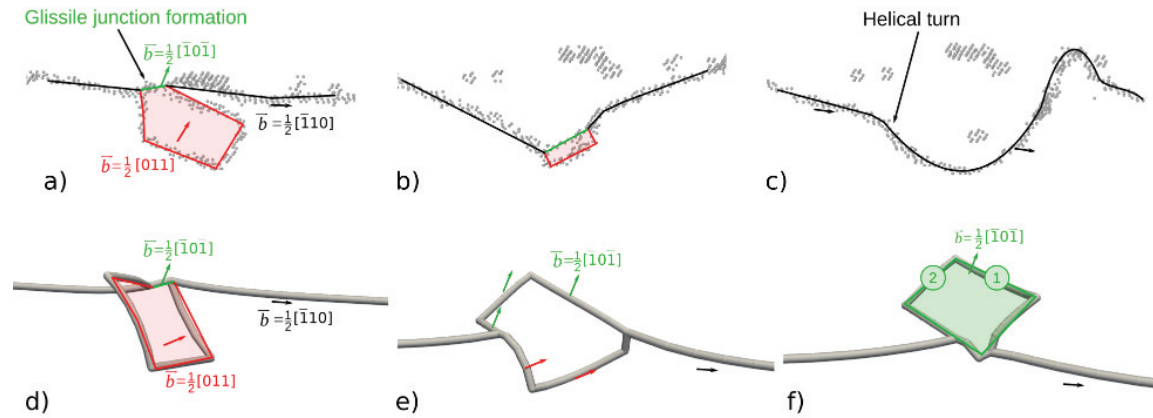 Glissile junction formation
b̅=½[1̅01̅]
b̅=½[1̅10]
b̅=½[011]
a)
b)
Helical turn
c)
b̅=½[1̅01̅]
b̅=½[1̅10]
b̅=½[011]
d)
b̅=½[1̅01̅]
e)
b̅=½[1̅01̅]
2
1
f)